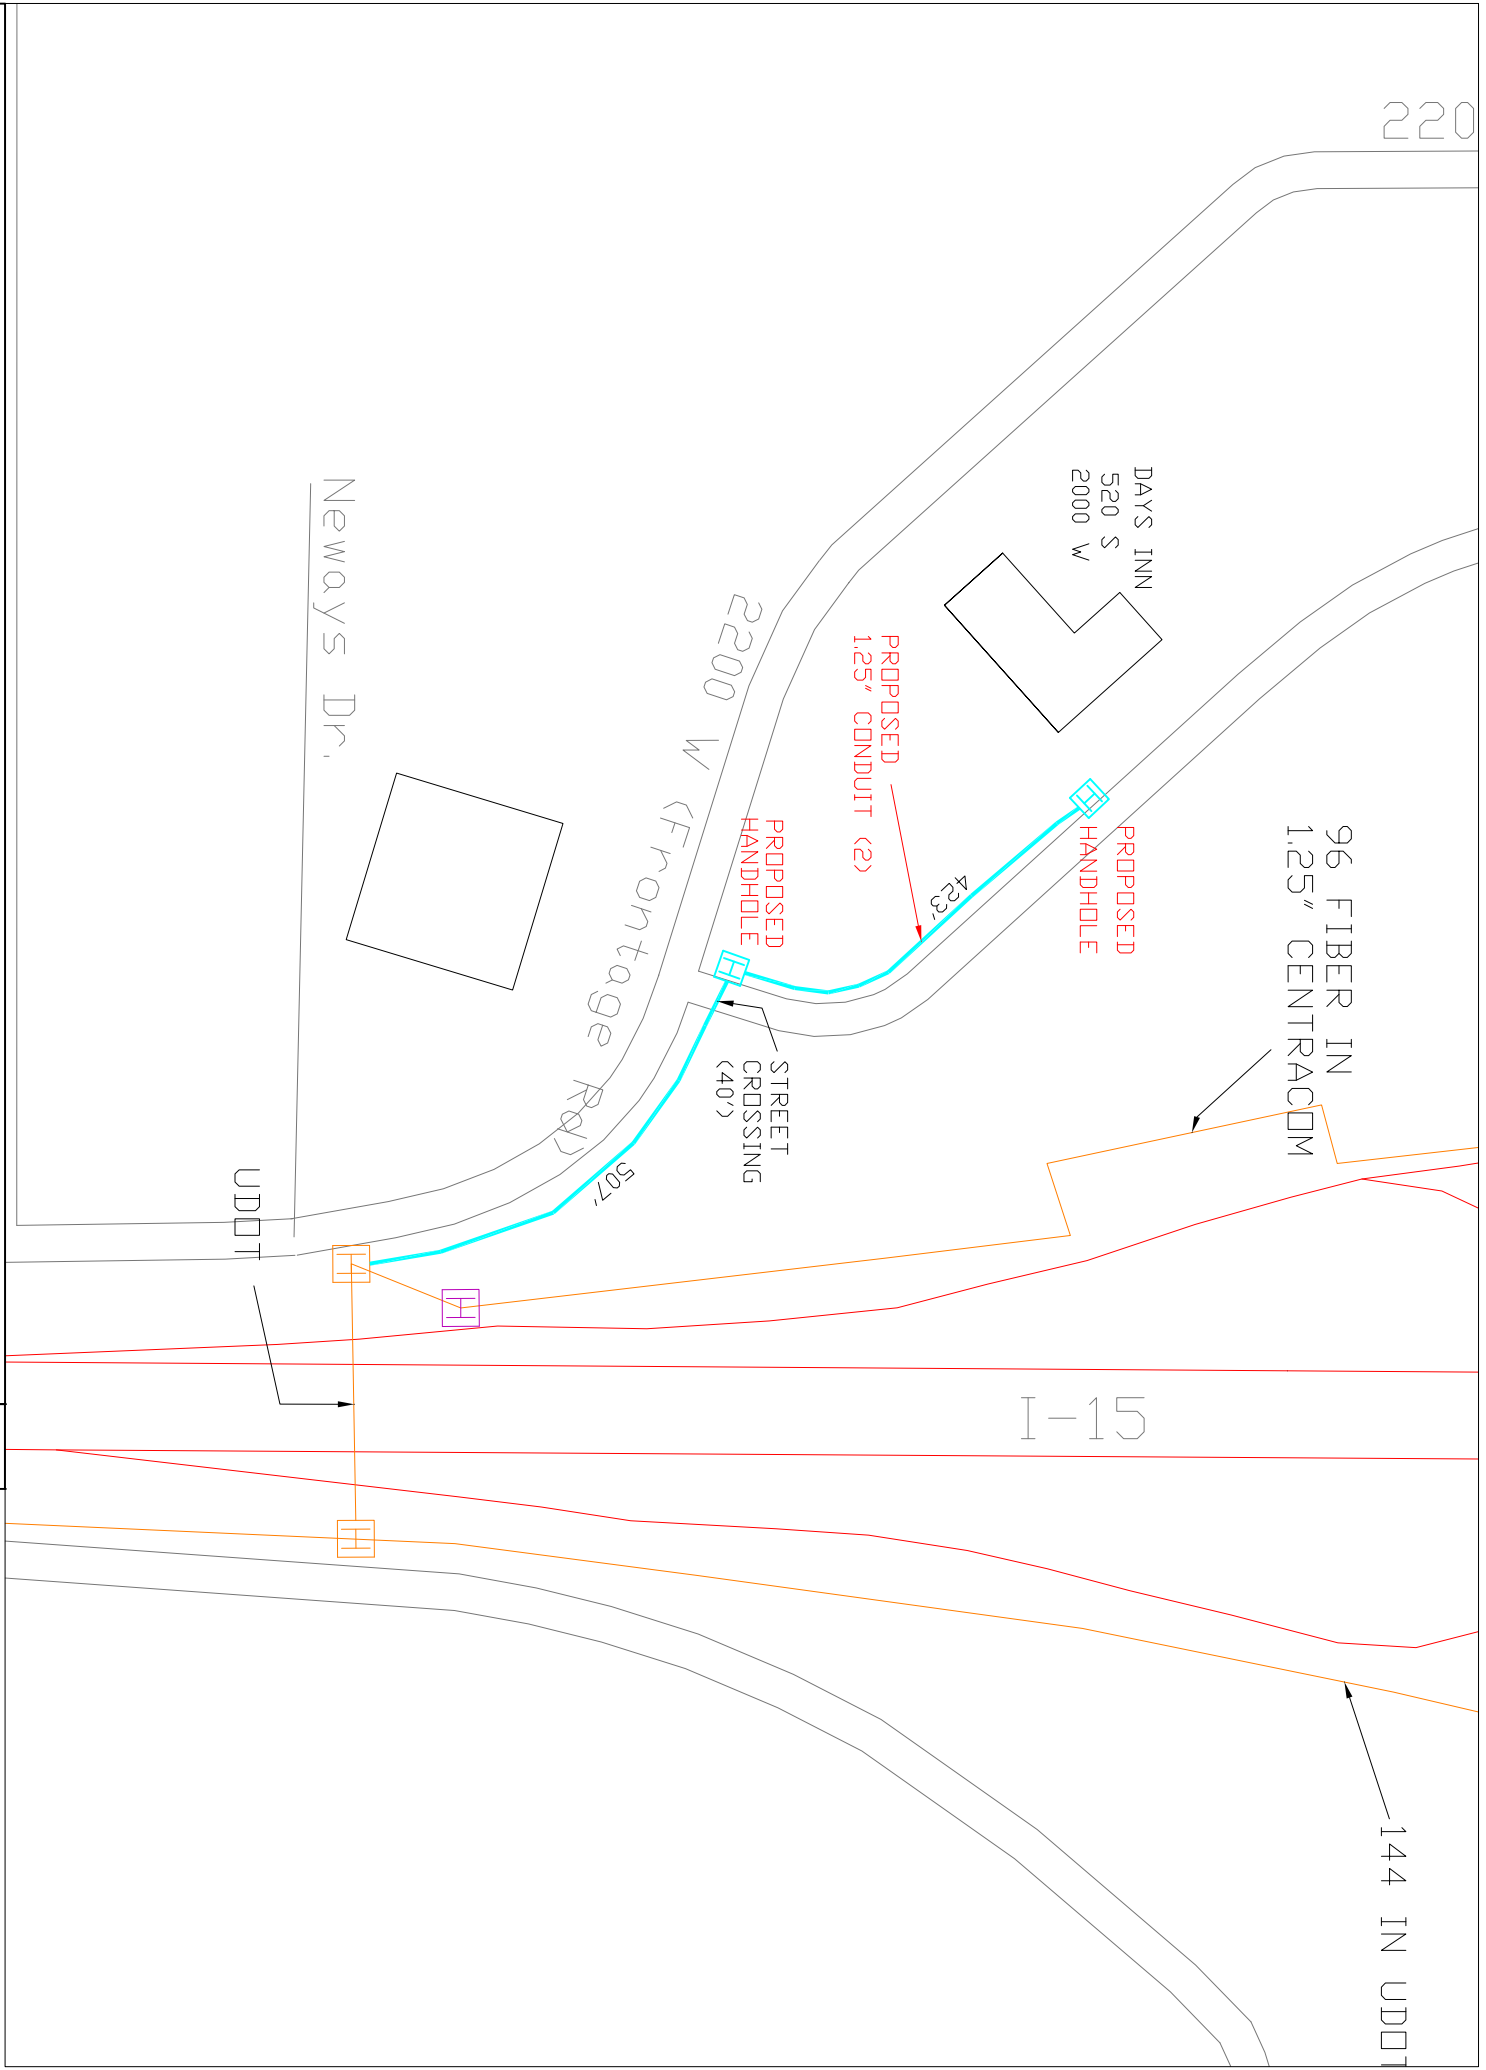 220
DAYS INN
520 S
2000 W
PROPOSED
1.25" CONDUIT (2)
PROPOSED
HANDHOLE
H
423'
PROPOSED
HANDHOLE
H
96 FIBER IN
1.25" CENTRACOM
STREET
CROSSING
(40')
507'
2200 W (Frontage Rd)
Neways Dr.
UDOT
H
H
H
I-15
144 IN UDOT